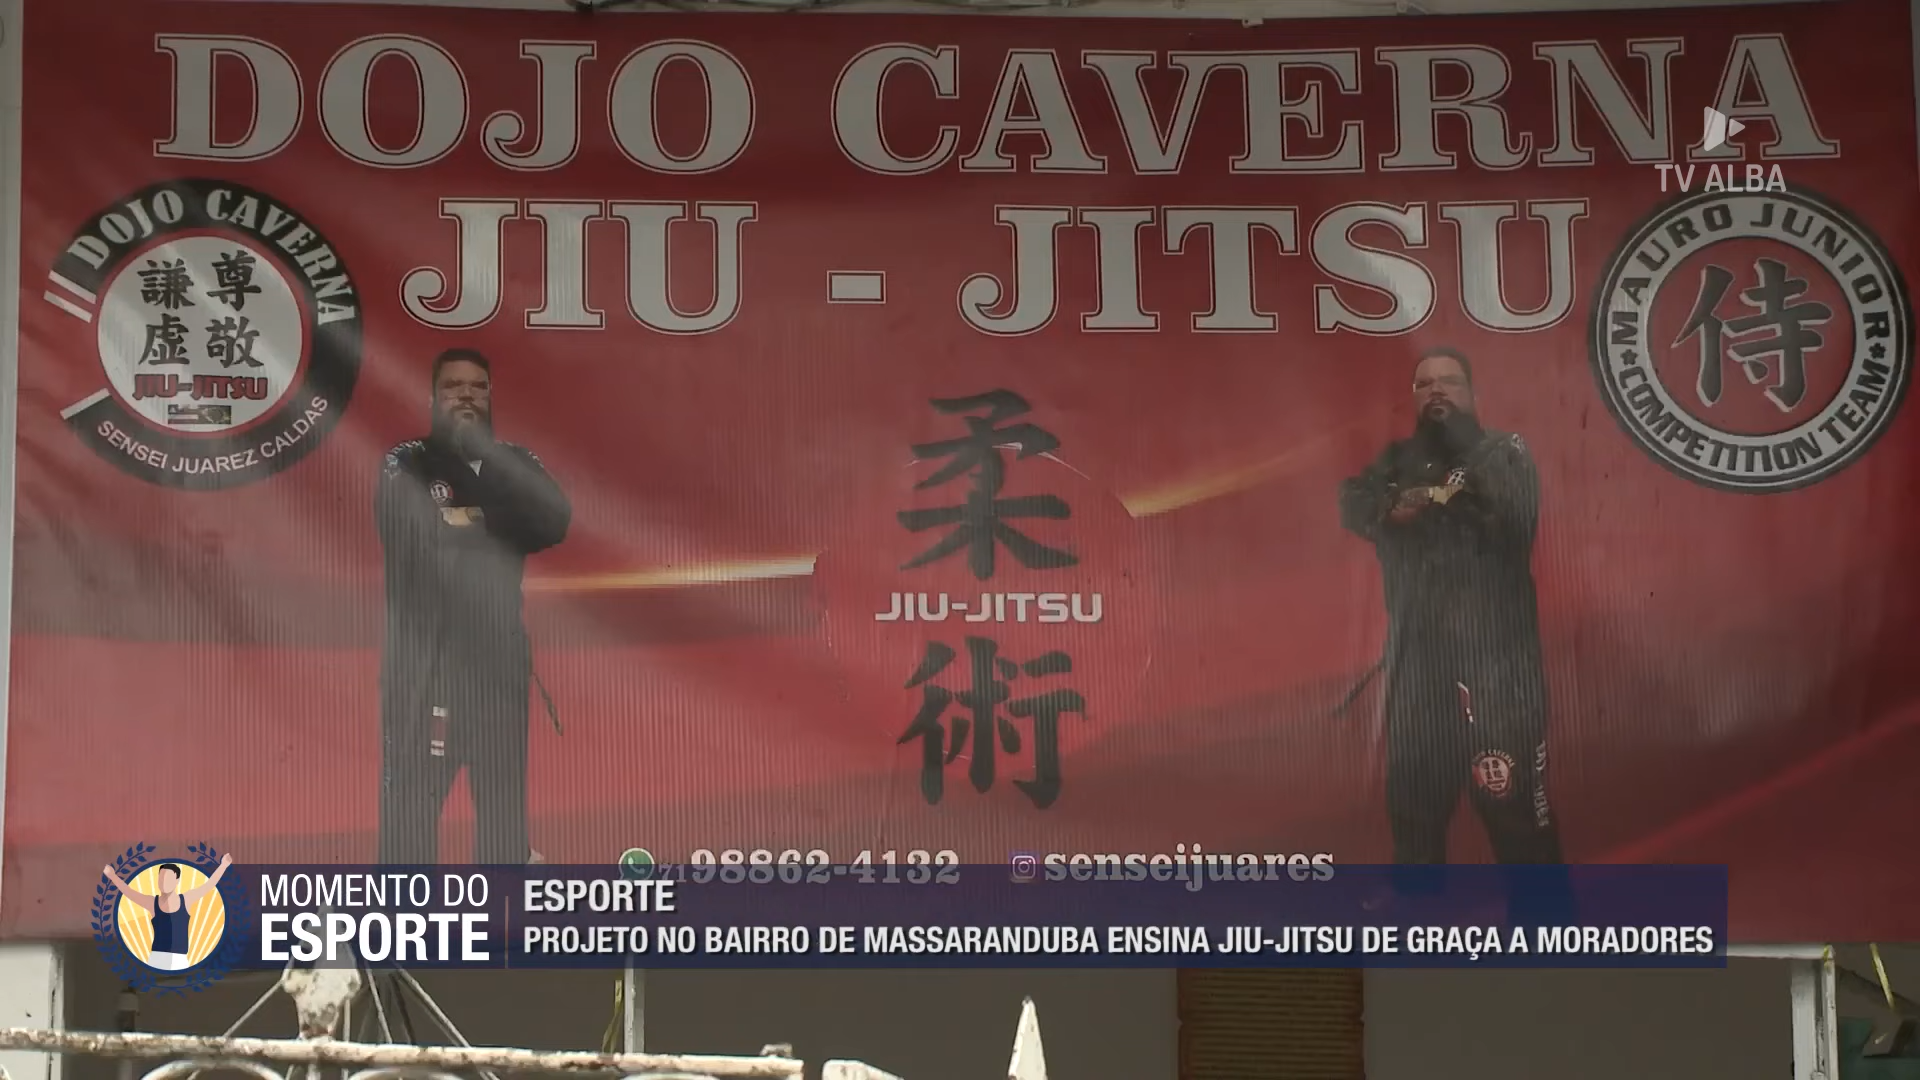 DOJO CAVERNA
JIU - JITSU
TV ALBA
DOJO CAVERNA
謙尊
虚敬
JIU-JITSU
SENSEI JUAREZ CALDAS
MAURO JUNIOR
侍
COMPETITION TEAM
柔
JIU-JITSU
術
71 98862-4132
senseijuares
MOMENTO DO
ESPORTE
ESPORTE
PROJETO NO BAIRRO DE MASSARANDUBA ENSINA JIU-JITSU DE GRAÇA A MORADORES